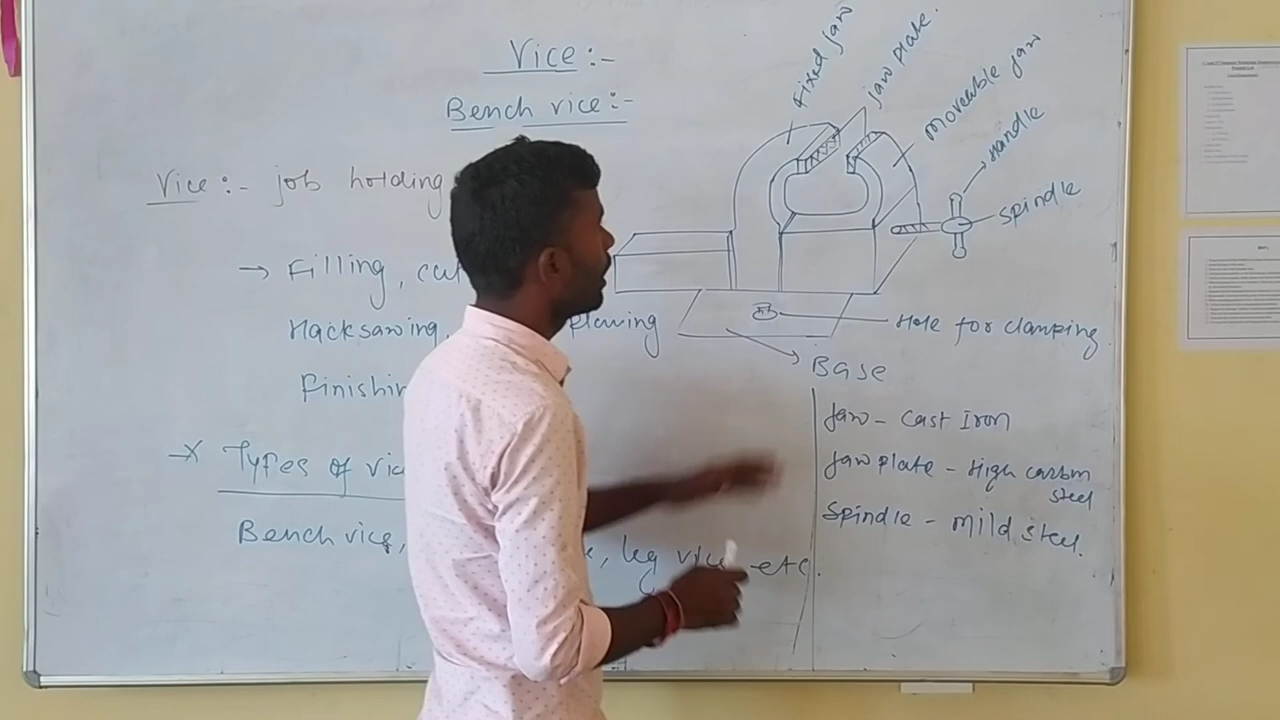 Vice :-
Bench vice :-
Vice :- job holding
→ Filling, cut
Hacksawing, planing
Finishin
Types of vic
Bench vice, leg vice etc.
Fixed jaw
jaw plate.
Moveable jaw
Handle
Spindle
Hole for clamping
Base
Jaw - Cast Iron
Jaw plate - High carbon
steel
Spindle - Mild steel.